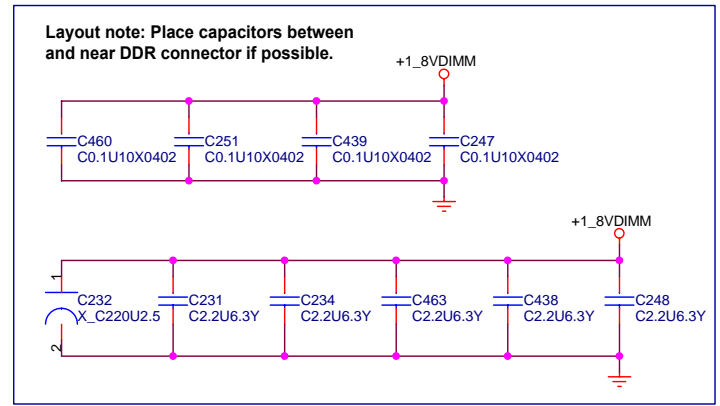 Layout note: Place capacitors between
and near DDR connector if possible.
+1_8VDIMM
C460 C251 C439 C247
C0.1U10X0402 C0.1U10X0402 C0.1U10X0402 C0.1U10X0402
+1_8VDIMM
1
C232 C231 C234 C463 C438 C248
X_C220U2.5 C2.2U6.3Y C2.2U6.3Y C2.2U6.3Y C2.2U6.3Y C2.2U6.3Y
2